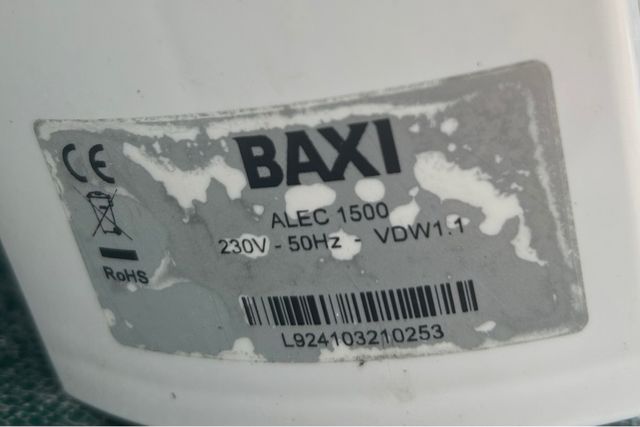 CE
BAXI
ALEC 1500
230V - 50Hz - VDW1.1
RoHS
L924103210253